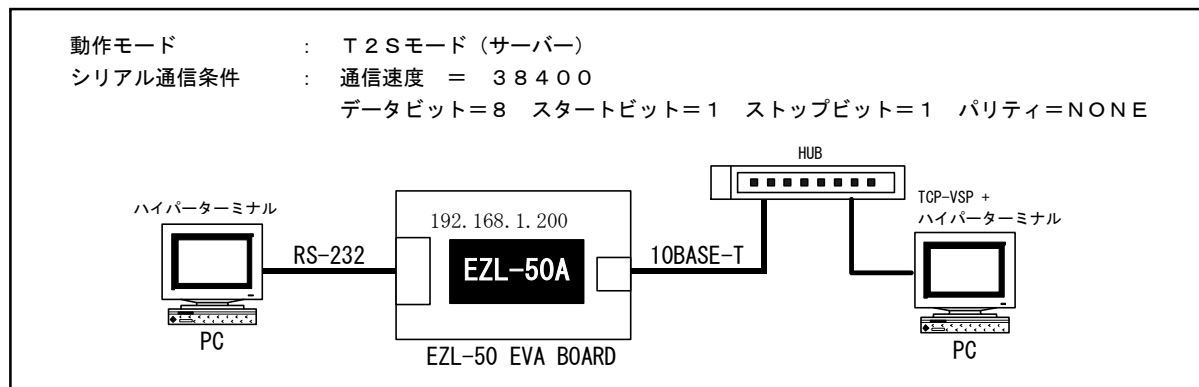 動作モード : T2Sモード（サーバー）
シリアル通信条件 : 通信速度 ＝ 38400
データビット＝8 スタートビット＝1 ストップビット＝1 パリティ＝NONE
HUB
ハイパーターミナル
TCP-VSP +
ハイパーターミナル
192.168.1.200
RS-232
EZL-50A
10BASE-T
PC
EZL-50 EVA BOARD
PC